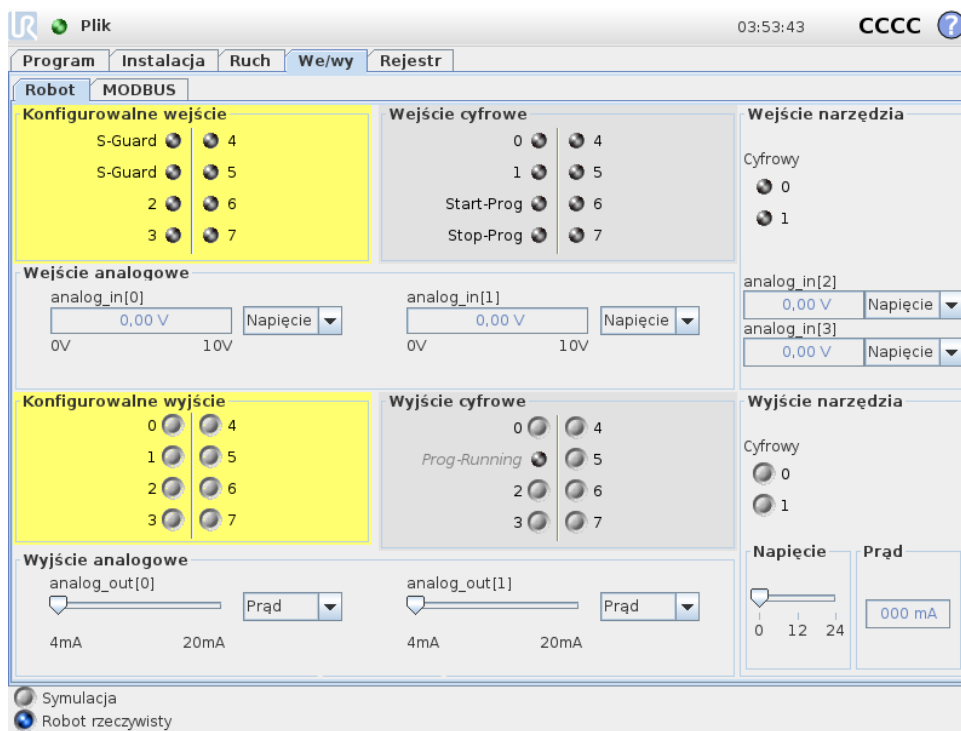 UR Plik 03:53:43 CCCC ?
Program Instalacja Ruch We/wy Rejestr
Robot MODBUS
Konfigurowalne wejście
S-Guard 4
S-Guard 5
2 6
3 7
Wejście cyfrowe
0 4
1 5
Start-Prog 6
Stop-Prog 7
Wejście narzędzia
Cyfrowy
0
1
analog_in[2]
0,00 V Napięcie
analog_in[3]
0,00 V Napięcie
Wejście analogowe
analog_in[0]
0,00 V Napięcie
0V 10V
analog_in[1]
0,00 V Napięcie
0V 10V
Konfigurowalne wyjście
0 4
1 5
2 6
3 7
Wyjście cyfrowe
0 4
Prog-Running 5
2 6
3 7
Wyjście narzędzia
Cyfrowy
0
1
Napięcie
0 12 24
Prąd
000 mA
Wyjście analogowe
analog_out[0]
Prąd
4mA 20mA
analog_out[1]
Prąd
4mA 20mA
Symulacja
Robot rzeczywisty